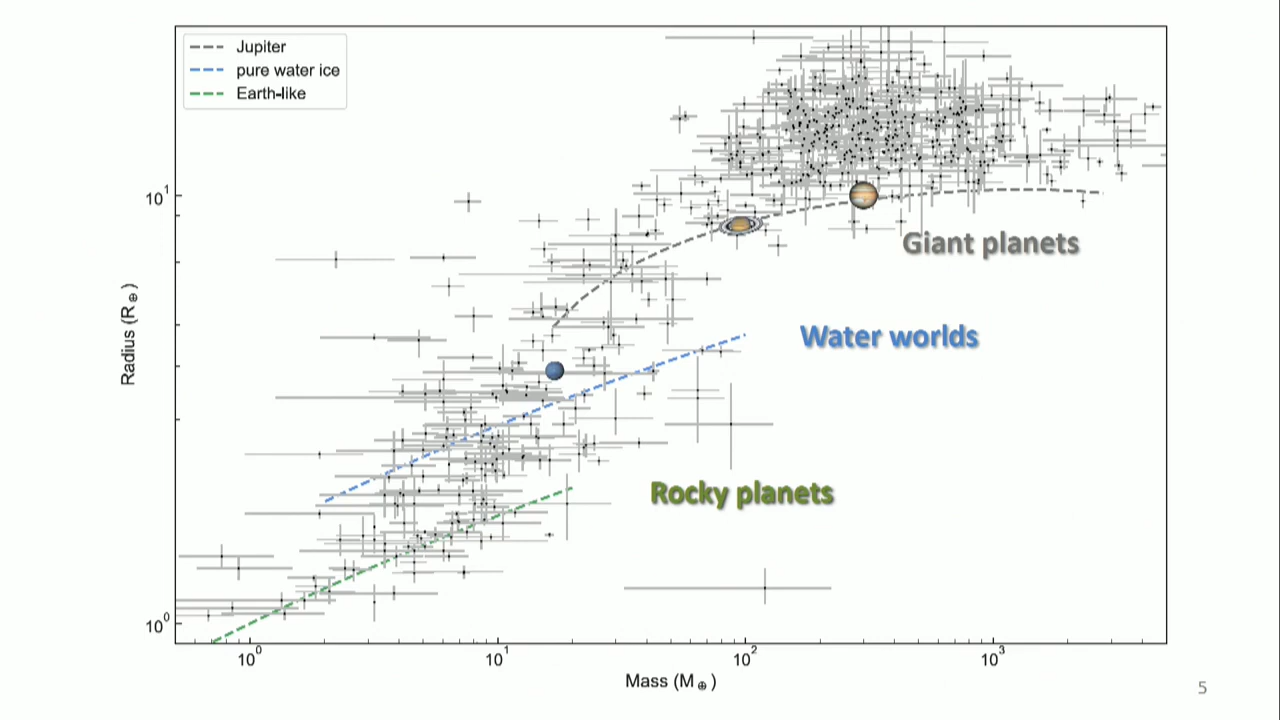 Jupiter
pure water ice
Earth-like
10¹
10⁰
Radius (R⊕)
Giant planets
Water worlds
Rocky planets
10⁰ 10¹ 10² 10³
Mass (M⊕)
5